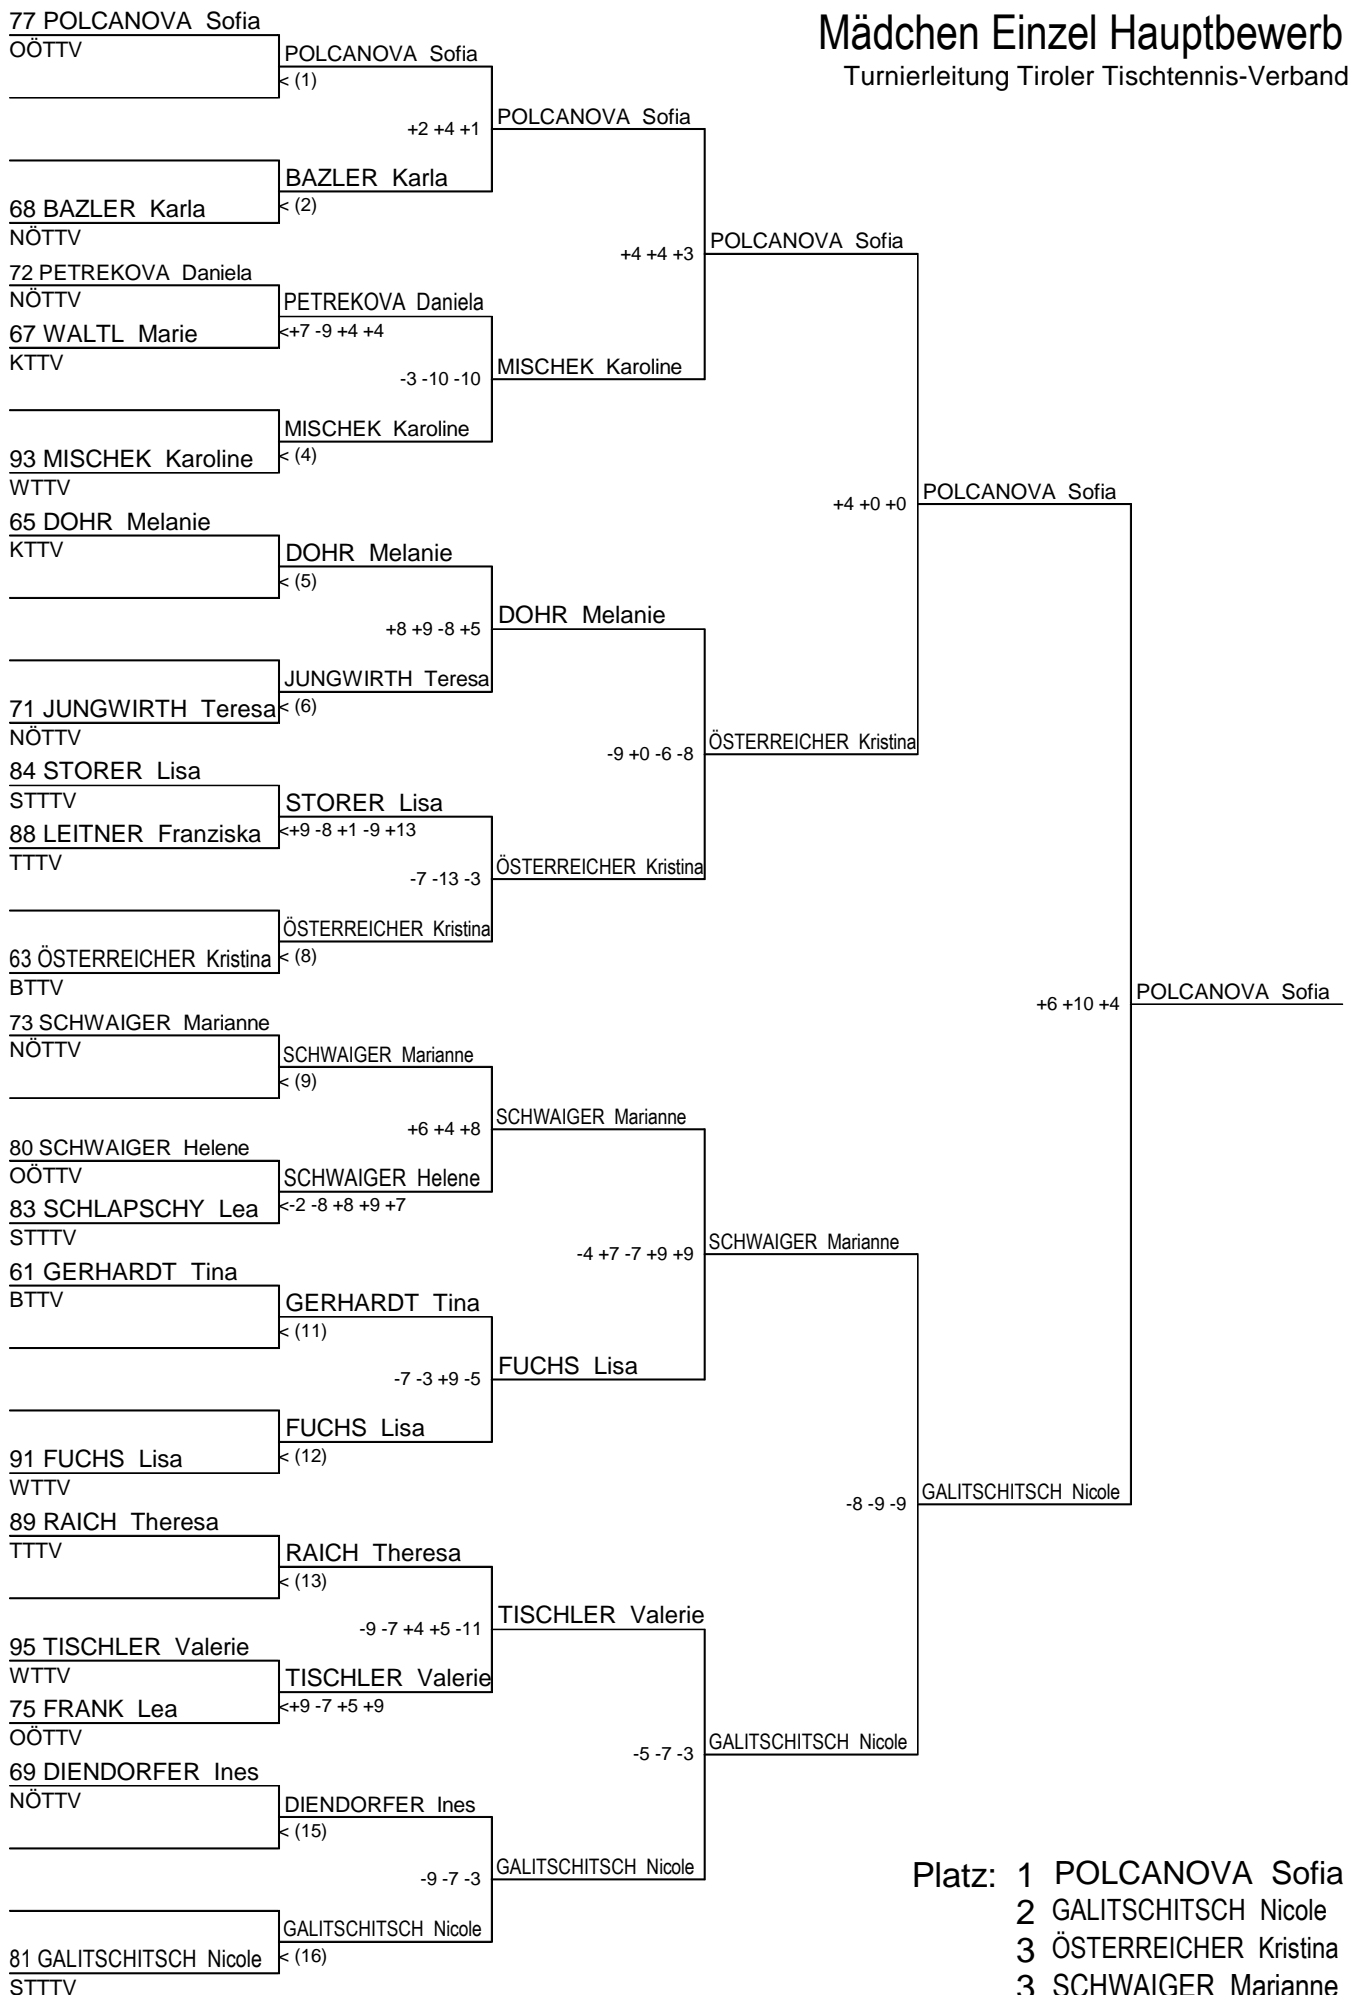 Mädchen Einzel Hauptbewerb
Turnierleitung Tiroler Tischtennis-Verband
77 POLCANOVA Sofia
OÖTTV
POLCANOVA Sofia
< (1)
+2 +4 +1
POLCANOVA Sofia
BAZLER Karla
68 BAZLER Karla
< (2)
NÖTTV
+4 +4 +3
POLCANOVA Sofia
72 PETREKOVA Daniela
NÖTTV
PETREKOVA Daniela
67 WALTL Marie
<+7 -9 +4 +4
KTTV
-3 -10 -10
MISCHEK Karoline
MISCHEK Karoline
93 MISCHEK Karoline
< (4)
WTTV
+4 +0 +0
POLCANOVA Sofia
65 DOHR Melanie
KTTV
DOHR Melanie
< (5)
+8 +9 -8 +5
DOHR Melanie
JUNGWIRTH Teresa
71 JUNGWIRTH Teresa
< (6)
NÖTTV
-9 +0 -6 -8
ÖSTERREICHER Kristina
84 STORER Lisa
STTTV
STORER Lisa
88 LEITNER Franziska
<+9 -8 +1 -9 +13
TTTV
-7 -13 -3
ÖSTERREICHER Kristina
ÖSTERREICHER Kristina
63 ÖSTERREICHER Kristina
< (8)
BTTV
+6 +10 +4
POLCANOVA Sofia
73 SCHWAIGER Marianne
NÖTTV
SCHWAIGER Marianne
< (9)
+6 +4 +8
SCHWAIGER Marianne
80 SCHWAIGER Helene
OÖTTV
SCHWAIGER Helene
83 SCHLAPSCHY Lea
<-2 -8 +8 +9 +7
STTTV
-4 +7 -7 +9 +9
SCHWAIGER Marianne
61 GERHARDT Tina
BTTV
GERHARDT Tina
< (11)
-7 -3 +9 -5
FUCHS Lisa
FUCHS Lisa
91 FUCHS Lisa
< (12)
WTTV
-8 -9 -9
GALITSCHITSCH Nicole
89 RAICH Theresa
TTTV
RAICH Theresa
< (13)
-9 -7 +4 +5 -11
TISCHLER Valerie
95 TISCHLER Valerie
WTTV
TISCHLER Valerie
75 FRANK Lea
<+9 -7 +5 +9
OÖTTV
-5 -7 -3
GALITSCHITSCH Nicole
69 DIENDORFER Ines
NÖTTV
DIENDORFER Ines
< (15)
-9 -7 -3
GALITSCHITSCH Nicole
GALITSCHITSCH Nicole
81 GALITSCHITSCH Nicole
< (16)
STTTV
Platz: 1 POLCANOVA Sofia
2 GALITSCHITSCH Nicole
3 ÖSTERREICHER Kristina
3 SCHWAIGER Marianne